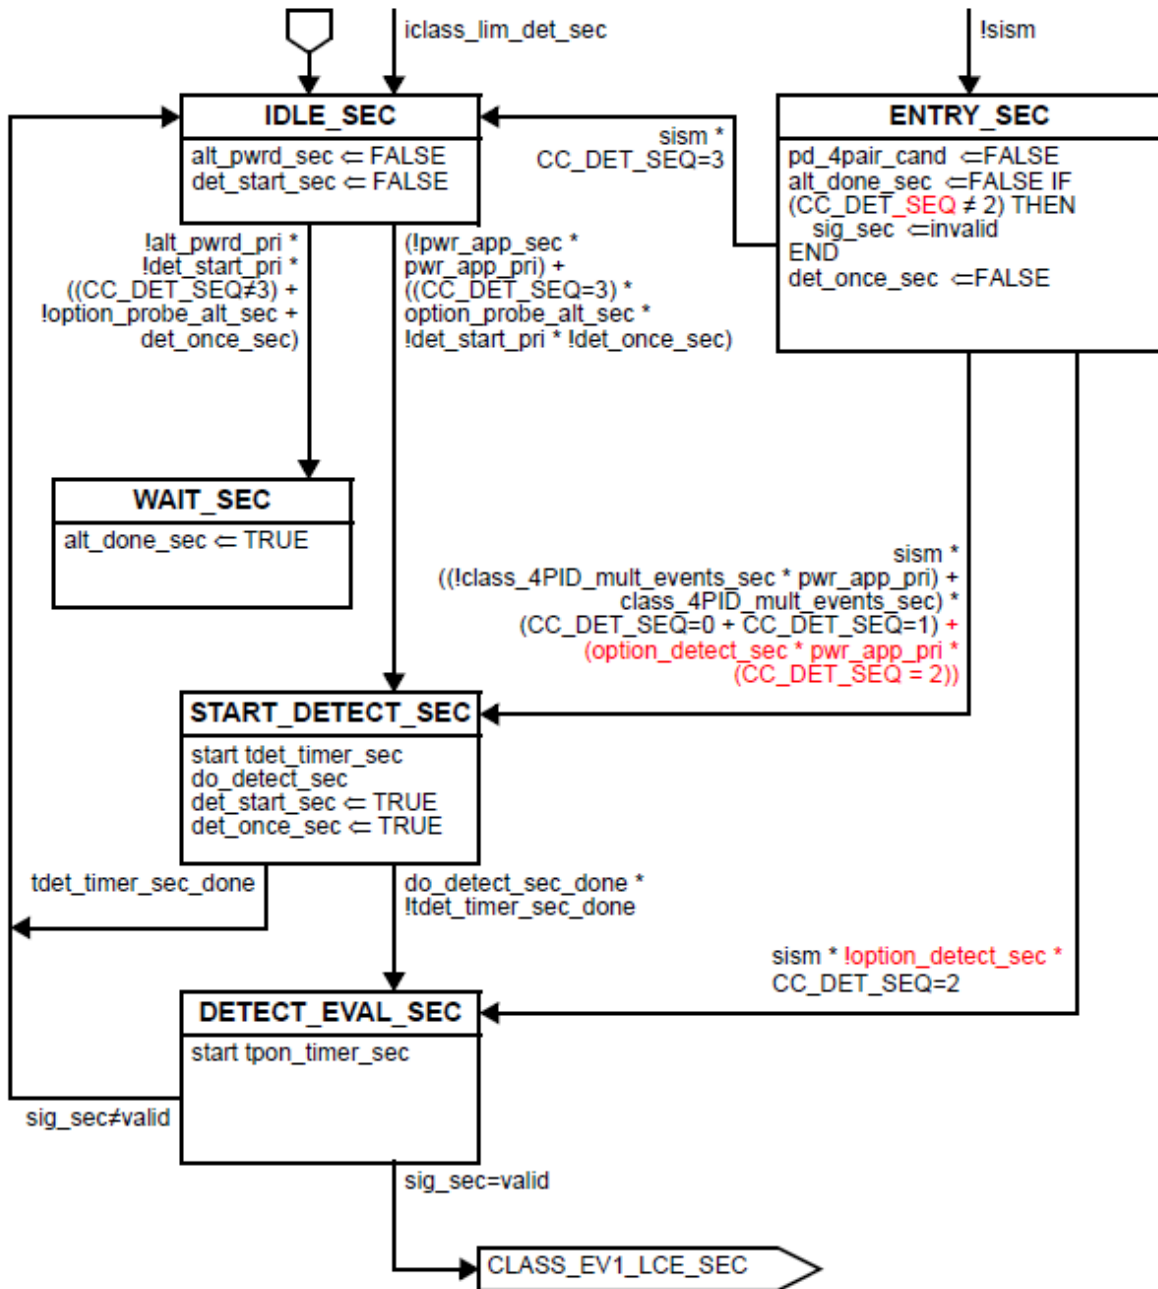 iclass_lim_det_sec
!sism
IDLE_SEC
alt_pwrd_sec ⇐ FALSE
det_start_sec ⇐ FALSE
sism *
CC_DET_SEQ=3
ENTRY_SEC
pd_4pair_cand ⇐FALSE
alt_done_sec ⇐FALSE IF
(CC_DET_SEQ ≠ 2) THEN
sig_sec ⇐invalid
END
det_once_sec ⇐FALSE
!alt_pwrd_pri *
!det_start_pri *
((CC_DET_SEQ≠3) +
!option_probe_alt_sec +
det_once_sec)
(!pwr_app_sec *
pwr_app_pri) +
((CC_DET_SEQ=3) *
option_probe_alt_sec *
!det_start_pri * !det_once_sec)
WAIT_SEC
alt_done_sec ⇐ TRUE
sism *
((!class_4PID_mult_events_sec * pwr_app_pri) +
class_4PID_mult_events_sec) *
(CC_DET_SEQ=0 + CC_DET_SEQ=1) +
(option_detect_sec * pwr_app_pri *
(CC_DET_SEQ = 2))
START_DETECT_SEC
start tdet_timer_sec
do_detect_sec
det_start_sec ⇐ TRUE
det_once_sec ⇐ TRUE
tdet_timer_sec_done
do_detect_sec_done *
!tdet_timer_sec_done
sism * !option_detect_sec *
CC_DET_SEQ=2
DETECT_EVAL_SEC
start tpon_timer_sec
sig_sec≠valid
sig_sec=valid
CLASS_EV1_LCE_SEC